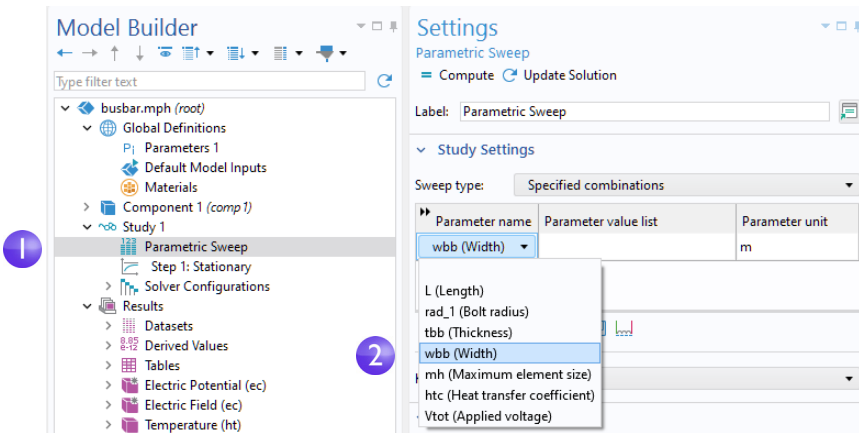 Model Builder
Type filter text
busbar.mph (root)
Global Definitions
Pi Parameters 1
Default Model Inputs
Materials
Component 1 (comp1)
Study 1
Parametric Sweep
Step 1: Stationary
Solver Configurations
Results
Datasets
8.85
e-12 Derived Values
Tables
Electric Potential (ec)
Electric Field (ec)
Temperature (ht)
1
2
Settings
Parametric Sweep
= Compute Update Solution
Label: Parametric Sweep
Study Settings
Sweep type: Specified combinations
Parameter name Parameter value list Parameter unit
wbb (Width) m
L (Length)
rad_1 (Bolt radius)
tbb (Thickness)
wbb (Width)
mh (Maximum element size)
htc (Heat transfer coefficient)
Vtot (Applied voltage)